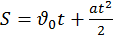 S = ϑ₀t + at²/2